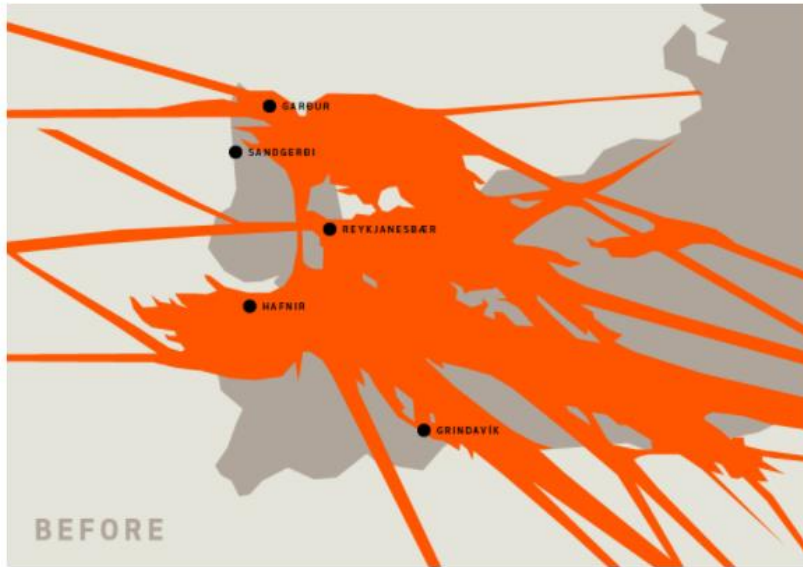 GARÐUR
SANDGERÐI
REYKJANESBÆR
HAFNIR
GRINDAVÍK
BEFORE